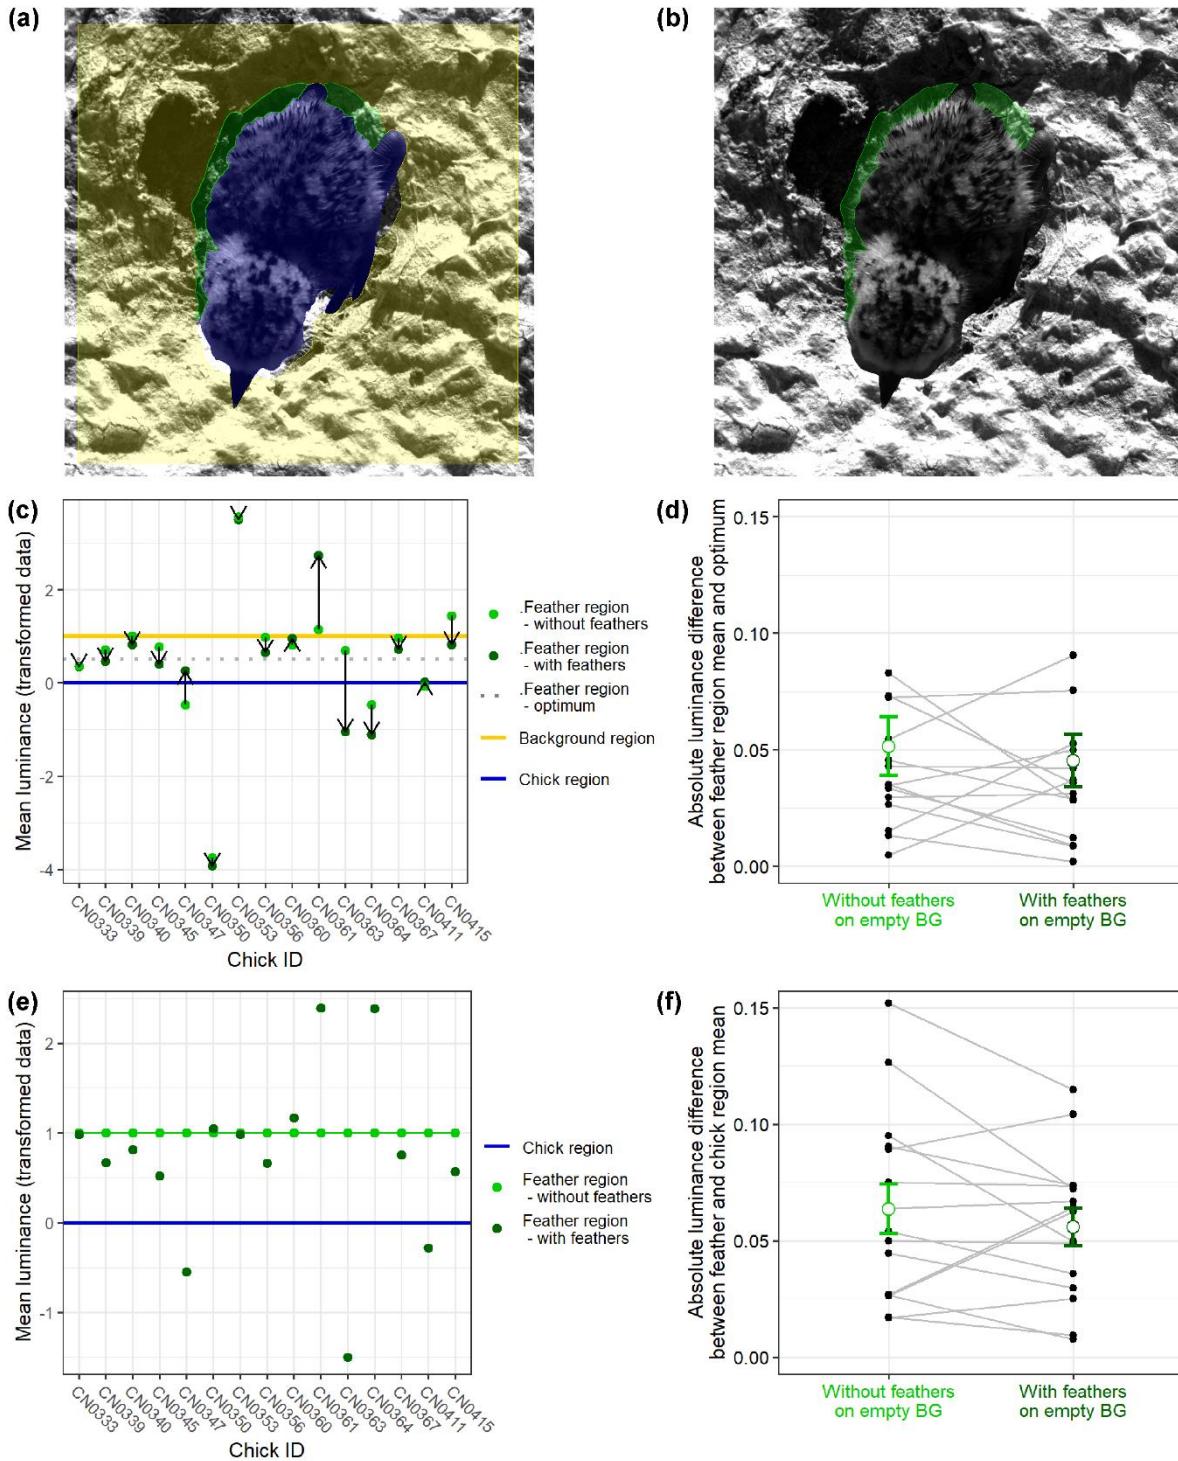 (a)
(b)
(c)
Mean luminance (transformed data)
2
0
-2
-4
CN0333
CN0339
CN0340
CN0345
CN0347
CN0350
CN0353
CN0356
CN0360
CN0361
CN0363
CN0364
CN0367
CN0411
CN0415
Chick ID
.Feather region
- without feathers
.Feather region
- with feathers
.Feather region
- optimum
Background region
Chick region
(d)
Absolute luminance difference
between feather region mean and optimum
0.15
0.10
0.05
0.00
Without feathers
on empty BG
With feathers
on empty BG
(e)
Mean luminance (transformed data)
2
1
0
-1
CN0333
CN0339
CN0340
CN0345
CN0347
CN0350
CN0353
CN0356
CN0360
CN0361
CN0363
CN0364
CN0367
CN0411
CN0415
Chick ID
Chick region
Feather region
- without feathers
Feather region
- with feathers
(f)
Absolute luminance difference
between feather and chick region mean
0.15
0.10
0.05
0.00
Without feathers
on empty BG
With feathers
on empty BG